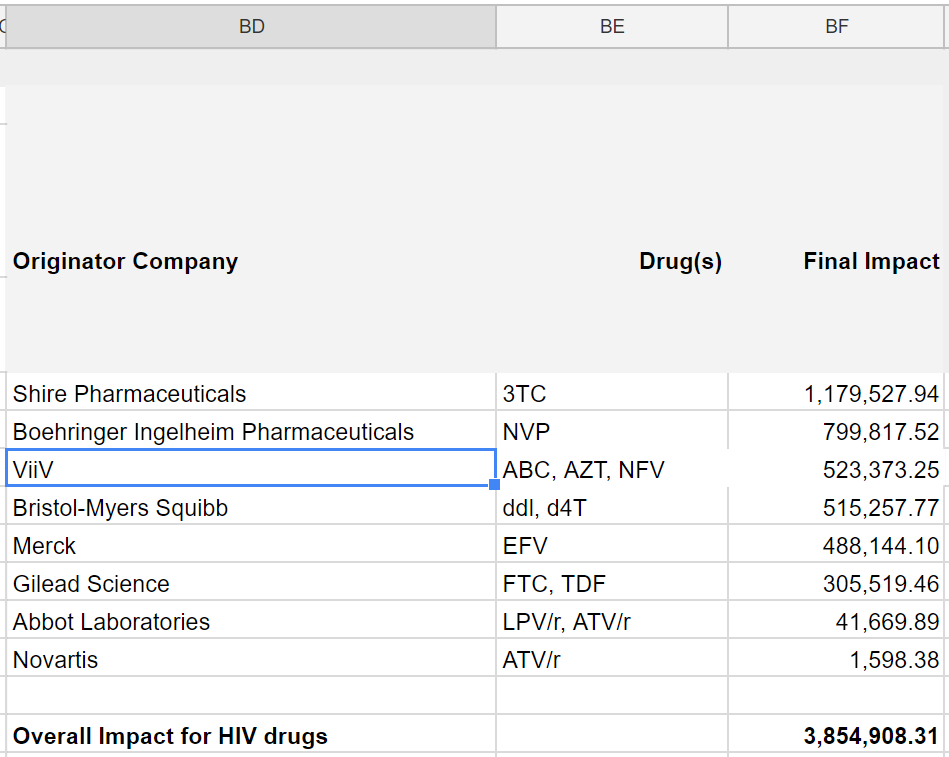 BD BE BF
Originator Company Drug(s) Final Impact
Shire Pharmaceuticals 3TC 1,179,527.94
Boehringer Ingelheim Pharmaceuticals NVP 799,817.52
ViiV ABC, AZT, NFV 523,373.25
Bristol-Myers Squibb ddI, d4T 515,257.77
Merck EFV 488,144.10
Gilead Science FTC, TDF 305,519.46
Abbot Laboratories LPV/r, ATV/r 41,669.89
Novartis ATV/r 1,598.38
Overall Impact for HIV drugs 3,854,908.31